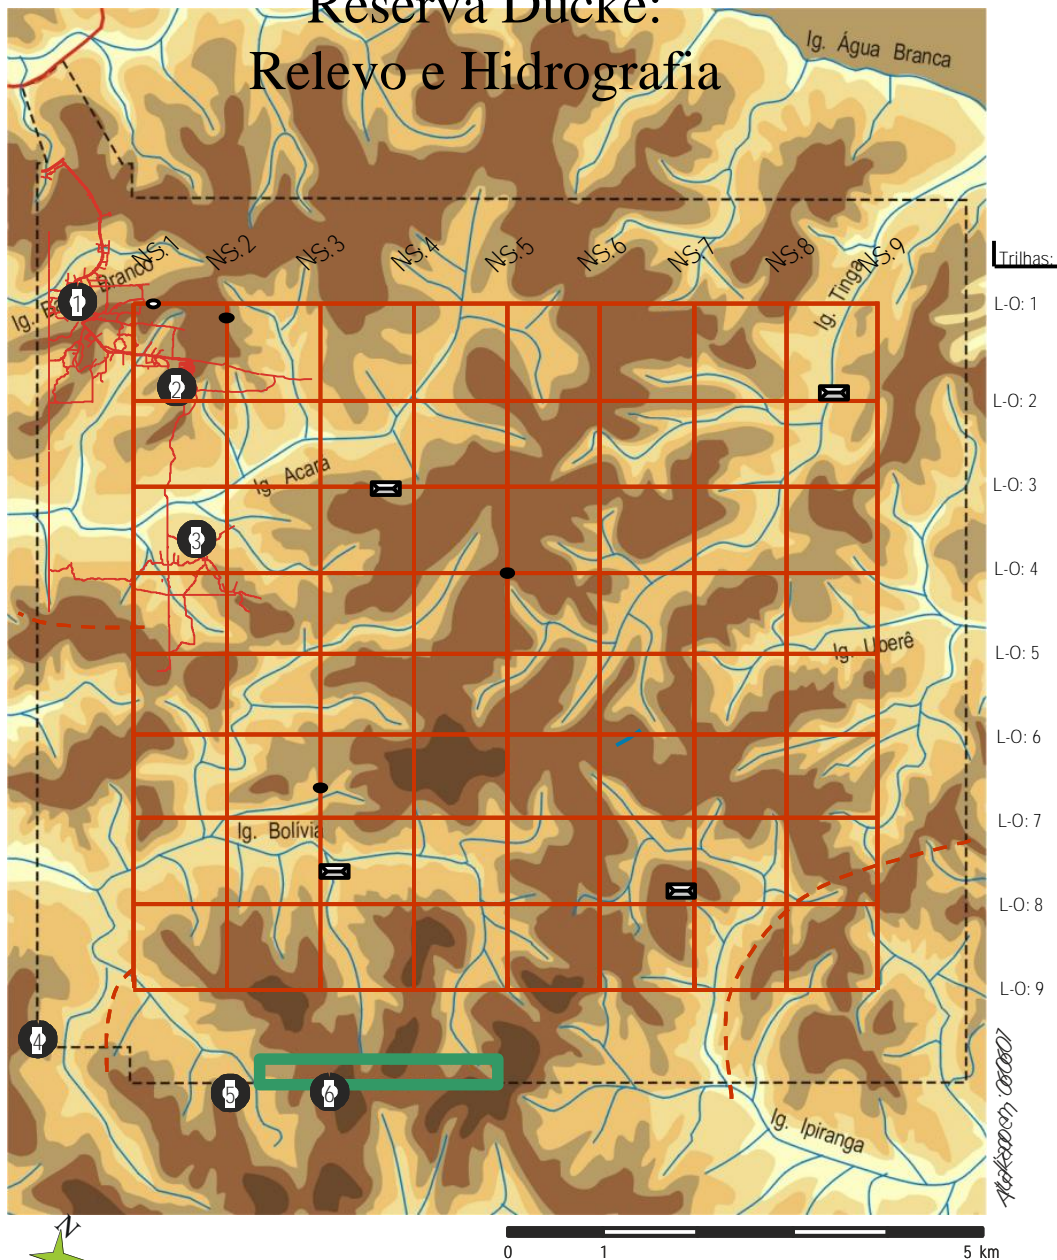 Reserva Ducke:
Relevo e Hidrografia
Ig. Água Branca
NS:1
NS:2
NS:3
NS:4
NS:5
NS:6
NS:7
NS:8
NS:9
Trilhas:
Ig. Branco
Ig. Tinga
1
L-O: 1
2
L-O: 2
Ig. Acara
L-O: 3
3
L-O: 4
Ig. Uberê
L-O: 5
L-O: 6
Ig. Bolívia
L-O: 7
L-O: 8
L-O: 9
4
5
6
Ig. Ipiranga
N
0 1 5 km